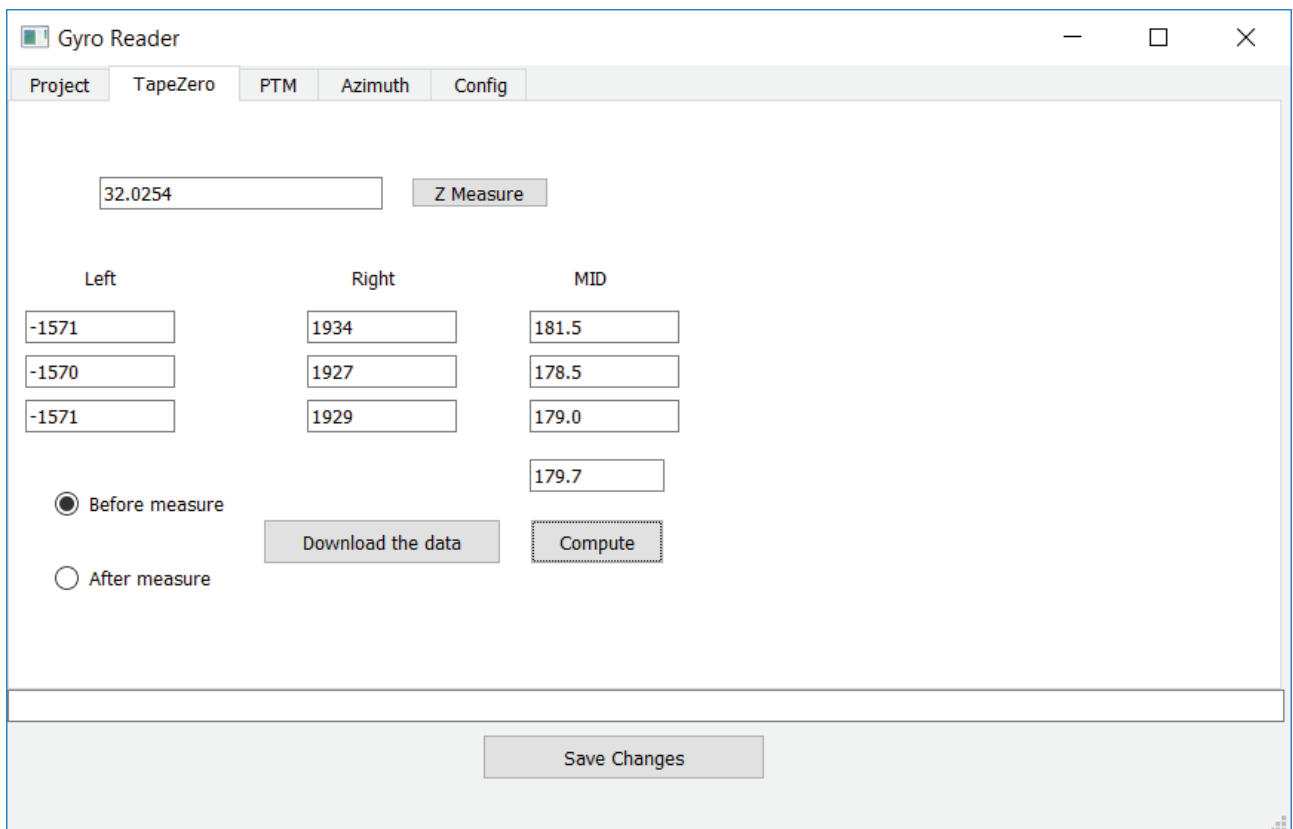 Gyro Reader
Project TapeZero PTM Azimuth Config
32.0254 Z Measure
Left Right MID
-1571 1934 181.5
-1570 1927 178.5
-1571 1929 179.0
179.7
Before measure
Download the data Compute
After measure
Save Changes